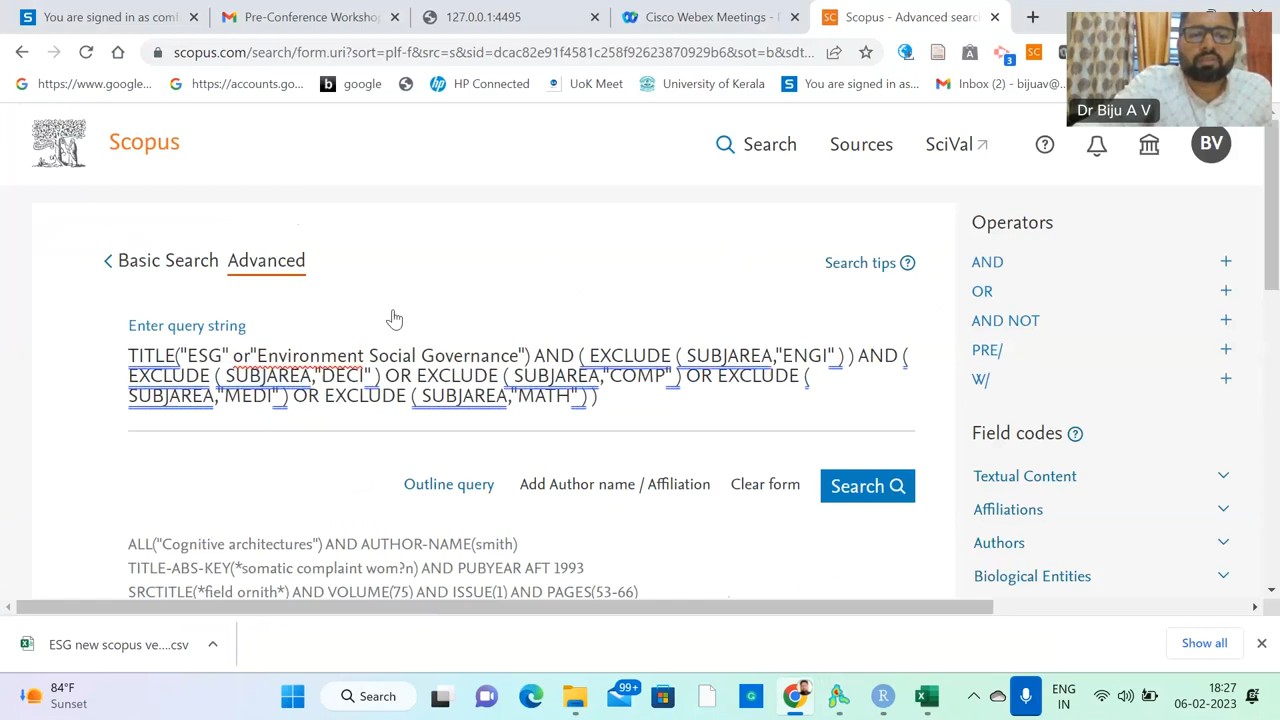 You are signed in as comf
Pre-Conference Workshop
127.0.0.1:4495
Cisco Webex Meetings - P
Scopus - Advanced searc
scopus.com/search/form.uri?sort=plf-f&src=s&sid=dcac82e91f4581c258f92623870929b6&sot=b&sdt...
3
https://www.google...
https://accounts.go...
google
HP Connected
UoK Meet
University of Kerala
You are signed in as...
Inbox (2) - bijuav@...
Dr Biju A V
Scopus
Search
Sources
SciVal
BV
Basic Search
Advanced
Search tips
Enter query string
TITLE("ESG" or"Environment Social Governance") AND ( EXCLUDE ( SUBJAREA,"ENGI" ) ) AND (
EXCLUDE ( SUBJAREA,"DECI" ) OR EXCLUDE ( SUBJAREA,"COMP" ) OR EXCLUDE (
SUBJAREA,"MEDI" ) OR EXCLUDE ( SUBJAREA,"MATH" ) )
Outline query
Add Author name / Affiliation
Clear form
Search
ALL("Cognitive architectures") AND AUTHOR-NAME(smith)
TITLE-ABS-KEY(*somatic complaint wom?n) AND PUBYEAR AFT 1993
SRCTITLE(*field ornith*) AND VOLUME(75) AND ISSUE(1) AND PAGES(53-66)
Operators
AND
OR
AND NOT
PRE/
W/
Field codes
Textual Content
Affiliations
Authors
Biological Entities
ESG new scopus ve....csv
Show all
84°F
Sunset
Search
99+
ENG
IN
18:27
06-02-2023